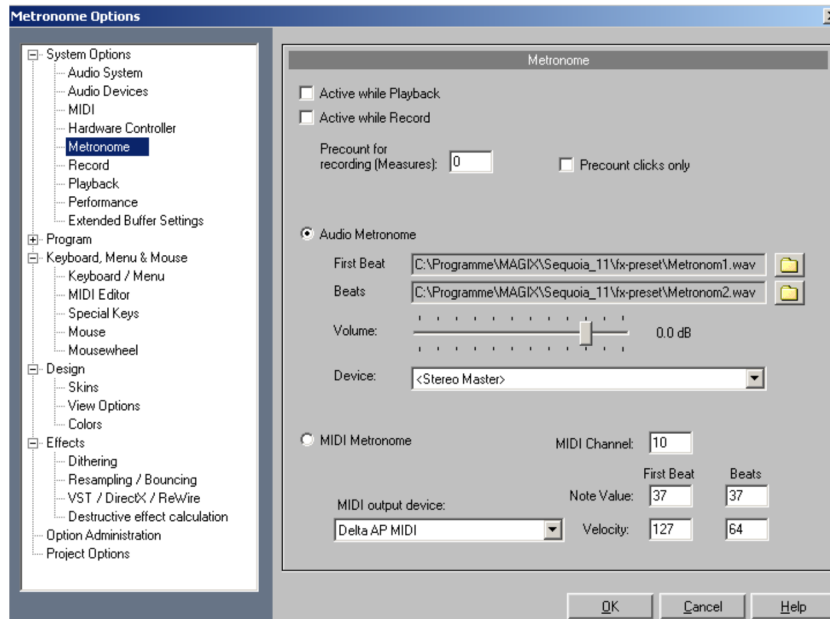 Metronome Options
System Options
Audio System
Audio Devices
MIDI
Hardware Controller
Metronome
Record
Playback
Performance
Extended Buffer Settings
Program
Keyboard, Menu & Mouse
Keyboard / Menu
MIDI Editor
Special Keys
Mouse
Mousewheel
Design
Skins
View Options
Colors
Effects
Dithering
Resampling / Bouncing
VST / DirectX / ReWire
Destructive effect calculation
Option Administration
Project Options
Metronome
Active while Playback
Active while Record
Precount for
recording (Measures): 0
Precount clicks only
Audio Metronome
First Beat C:\Programme\MAGIX\Sequoia_11\fx-preset\Metronom1.wav
Beats C:\Programme\MAGIX\Sequoia_11\fx-preset\Metronom2.wav
Volume: 0.0 dB
Device: <Stereo Master>
MIDI Metronome
MIDI Channel: 10
First Beat Beats
Note Value: 37 37
MIDI output device:
Delta AP MIDI
Velocity: 127 64
OK Cancel Help